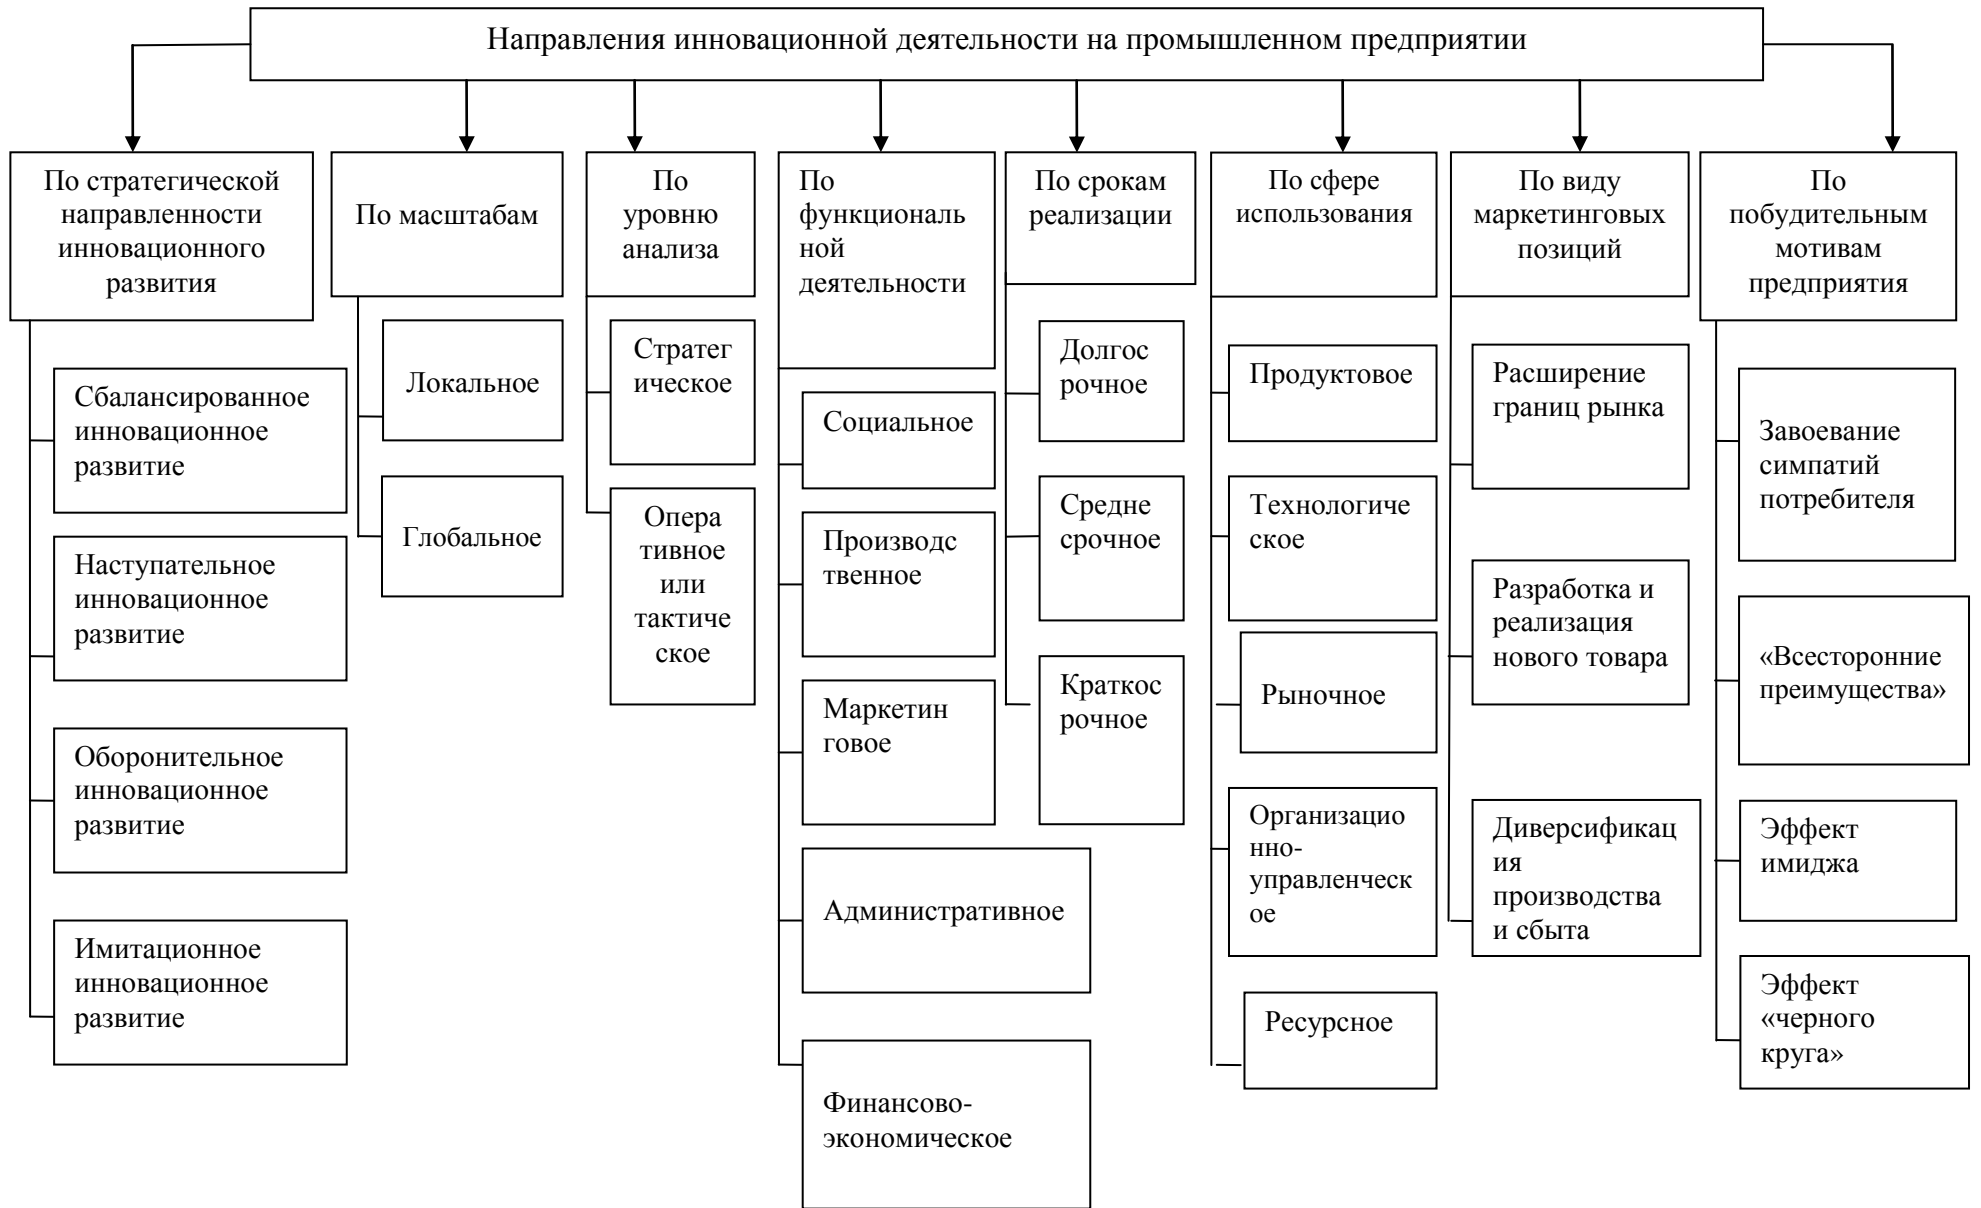 Направления инновационной деятельности на промышленном предприятии
По стратегической
направленности
инновационного
развития
Сбалансированное
инновационное
развитие
Наступательное
инновационное
развитие
Оборонительное
инновационное
развитие
Имитационное
инновационное
развитие
По масштабам
Локальное
Глобальное
По
уровню
анализа
Стратег
ическое
Опера
тивное
или
тактиче
ское
По
функциональ
ной
деятельности
Социальное
Производс
твенное
Маркетин
говое
Административное
Финансово-
экономическое
По срокам
реализации
Долгос
рочное
Средне
срочное
Краткос
рочное
По сфере
использования
Продуктовое
Технологиче
ское
Рыночное
Организацио
нно-
управленческ
ое
Ресурсное
По виду
маркетинговых
позиций
Расширение
границ рынка
Разработка и
реализация
нового товара
Диверсификац
ия
производства
и сбыта
По
побудительным
мотивам
предприятия
Завоевание
симпатий
потребителя
«Всесторонние
преимущества»
Эффект
имиджа
Эффект
«черного
круга»